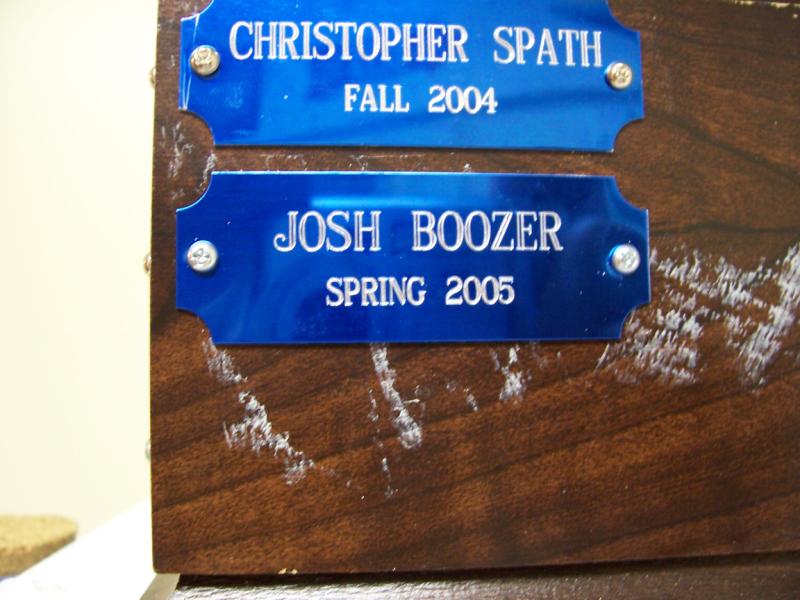 CHRISTOPHER SPATH
FALL 2004
JOSH BOOZER
SPRING 2005